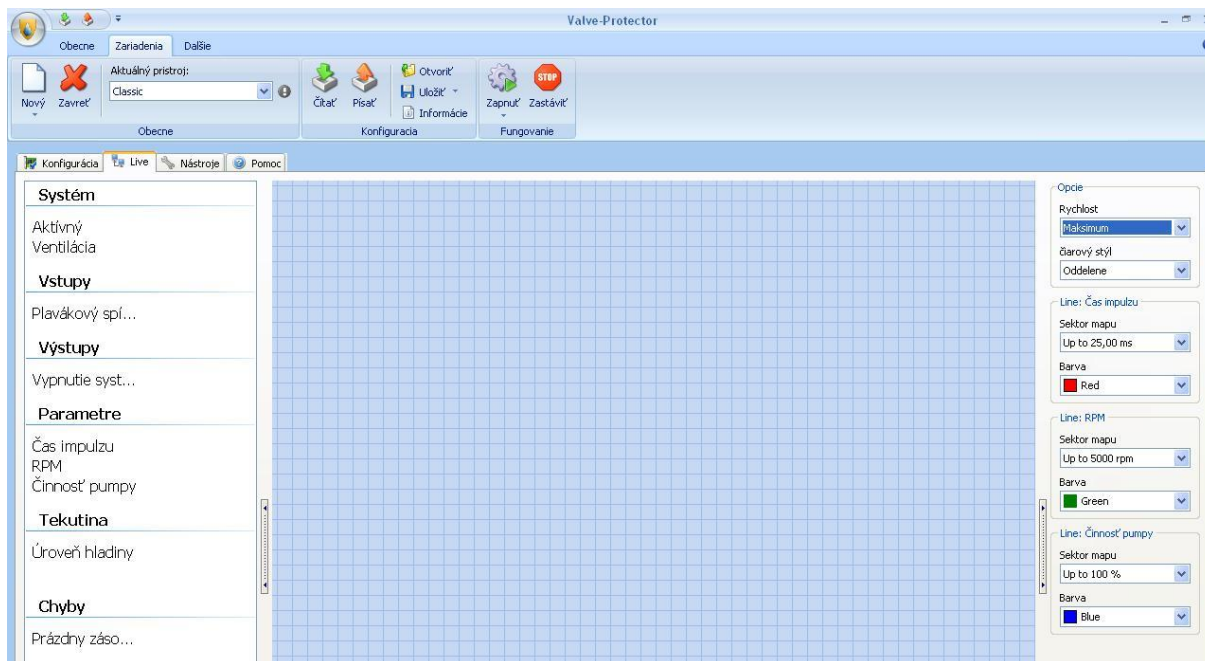 Valve-Protector
Obecne Zariadenia Dalšie
Aktuálný pristroj:
Classic
Nový Zavreť
Obecne
Čítať Písať
Otvoriť
Uložiť
Informácie
Konfiguracia
Zapnuť Zastáviť
STOP
Fungovanie
Konfigurácia Live Nástroje Pomoc
Systém
Aktívný
Ventilácia
Vstupy
Plavákový spí...
Výstupy
Vypnutie syst...
Parametre
Čas impulzu
RPM
Činnosť pumpy
Tekutina
Úroveň hladiny
Chyby
Prázdny záso...
Opcie
Rychlost
Maksimum
čiarový stýl
Oddelene
Line: Čas impulzu
Sektor mapu
Up to 25,00 ms
Barva
Red
Line: RPM
Sektor mapu
Up to 5000 rpm
Barva
Green
Line: Činnosť pumpy
Sektor mapu
Up to 100 %
Barva
Blue